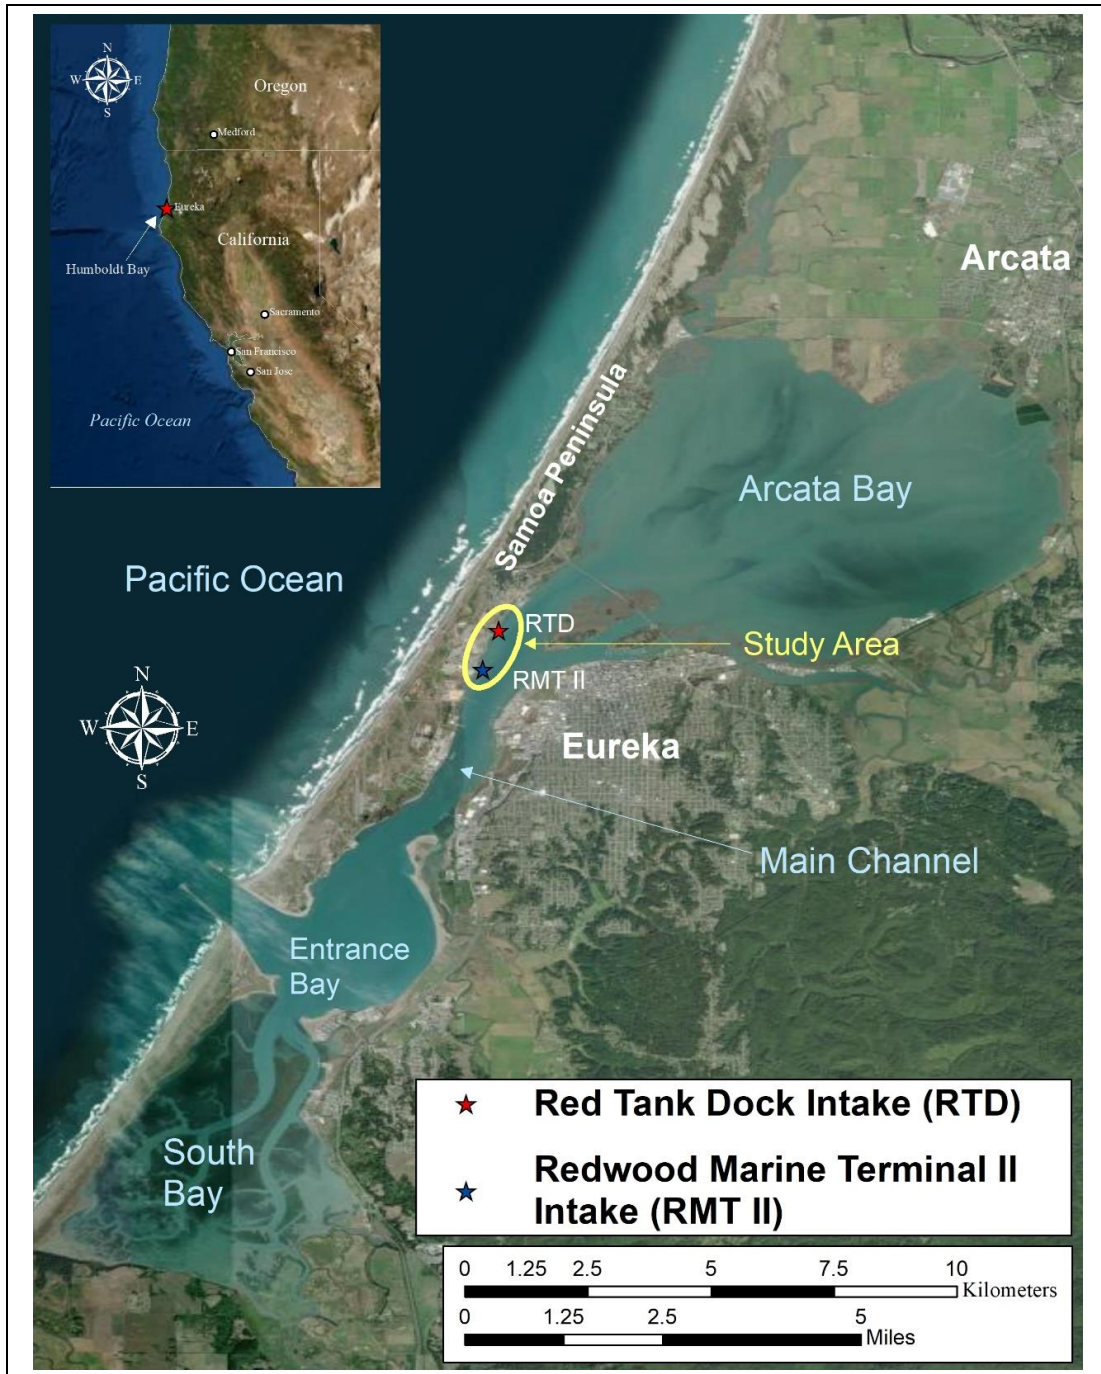 N
W
E
S
Oregon
Medford
Eureka
California
Humboldt Bay
Sacramento
San Francisco
San Jose
Pacific Ocean
Arcata
Samoa Peninsula
Arcata Bay
Pacific Ocean
RTD
Study Area
RMT II
N
W
E
S
Eureka
Main Channel
Entrance
Bay
South
Bay
Red Tank Dock Intake (RTD)
Redwood Marine Terminal II
Intake (RMT II)
0 1.25 2.5 5 7.5 10
Kilometers
0 1.25 2.5 5
Miles